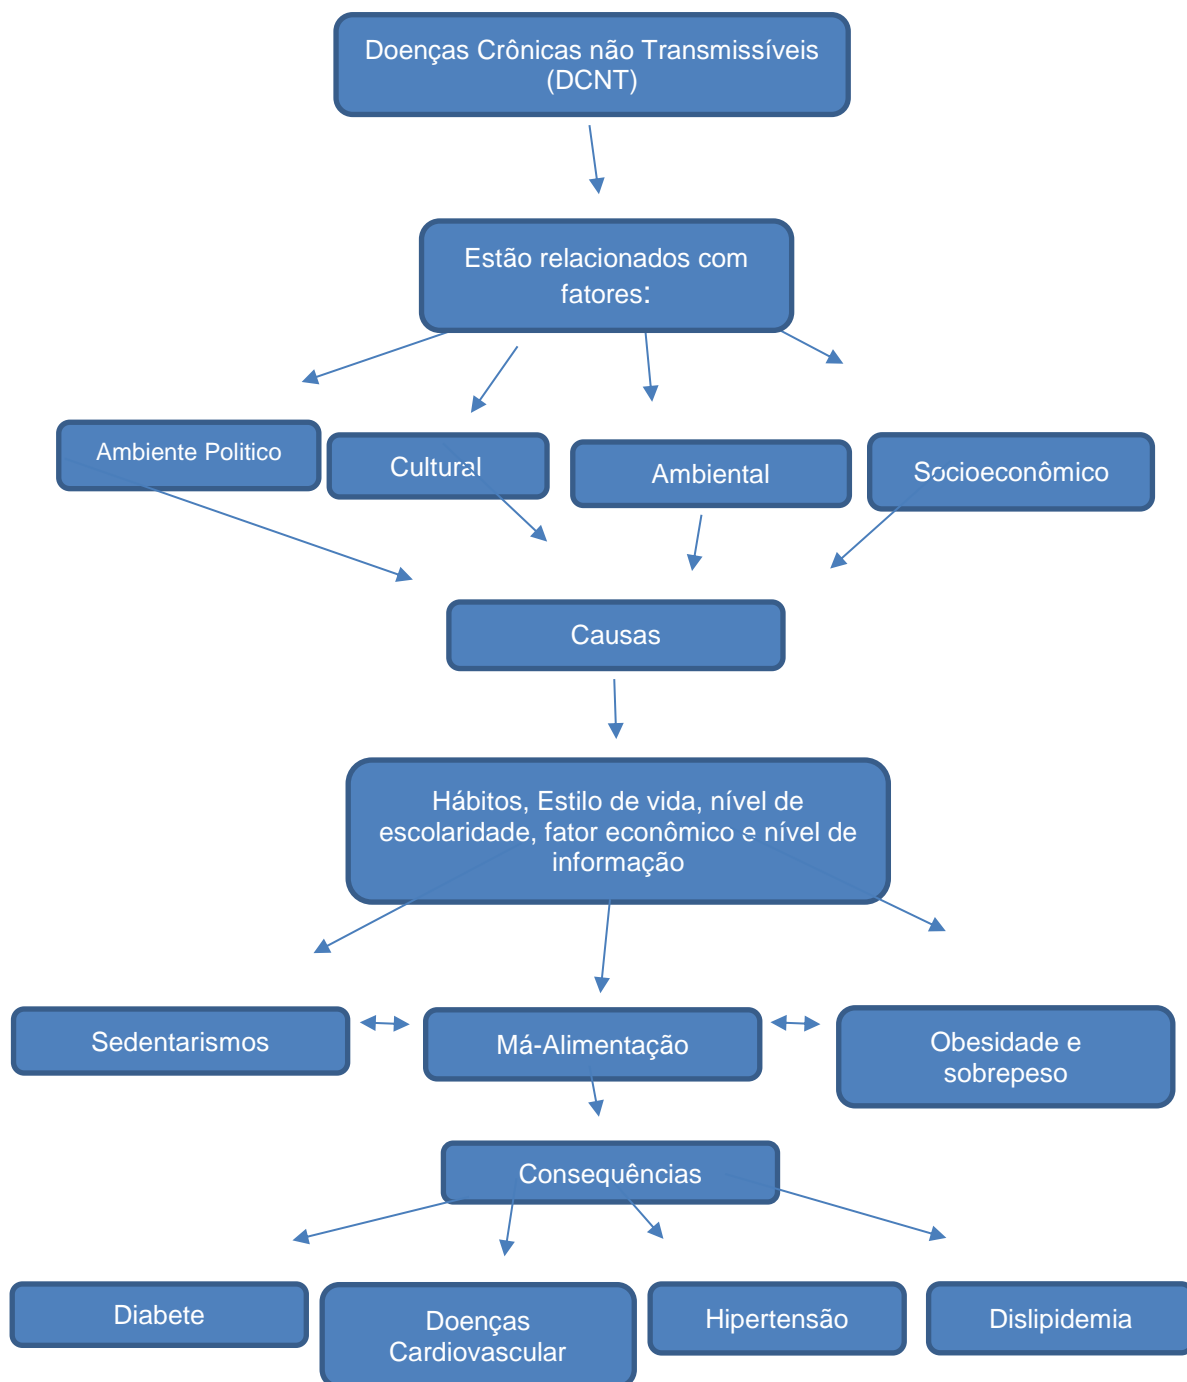 Doenças Crônicas não Transmissíveis
(DCNT)
Estão relacionados com
fatores:
Ambiente Politico
Cultural
Ambiental
Socioeconômico
Causas
Hábitos, Estilo de vida, nível de
escolaridade, fator econômico e nível de
informação
Sedentarismos
Má-Alimentação
Obesidade e
sobrepeso
Consequências
Diabete
Doenças
Cardiovascular
Hipertensão
Dislipidemia